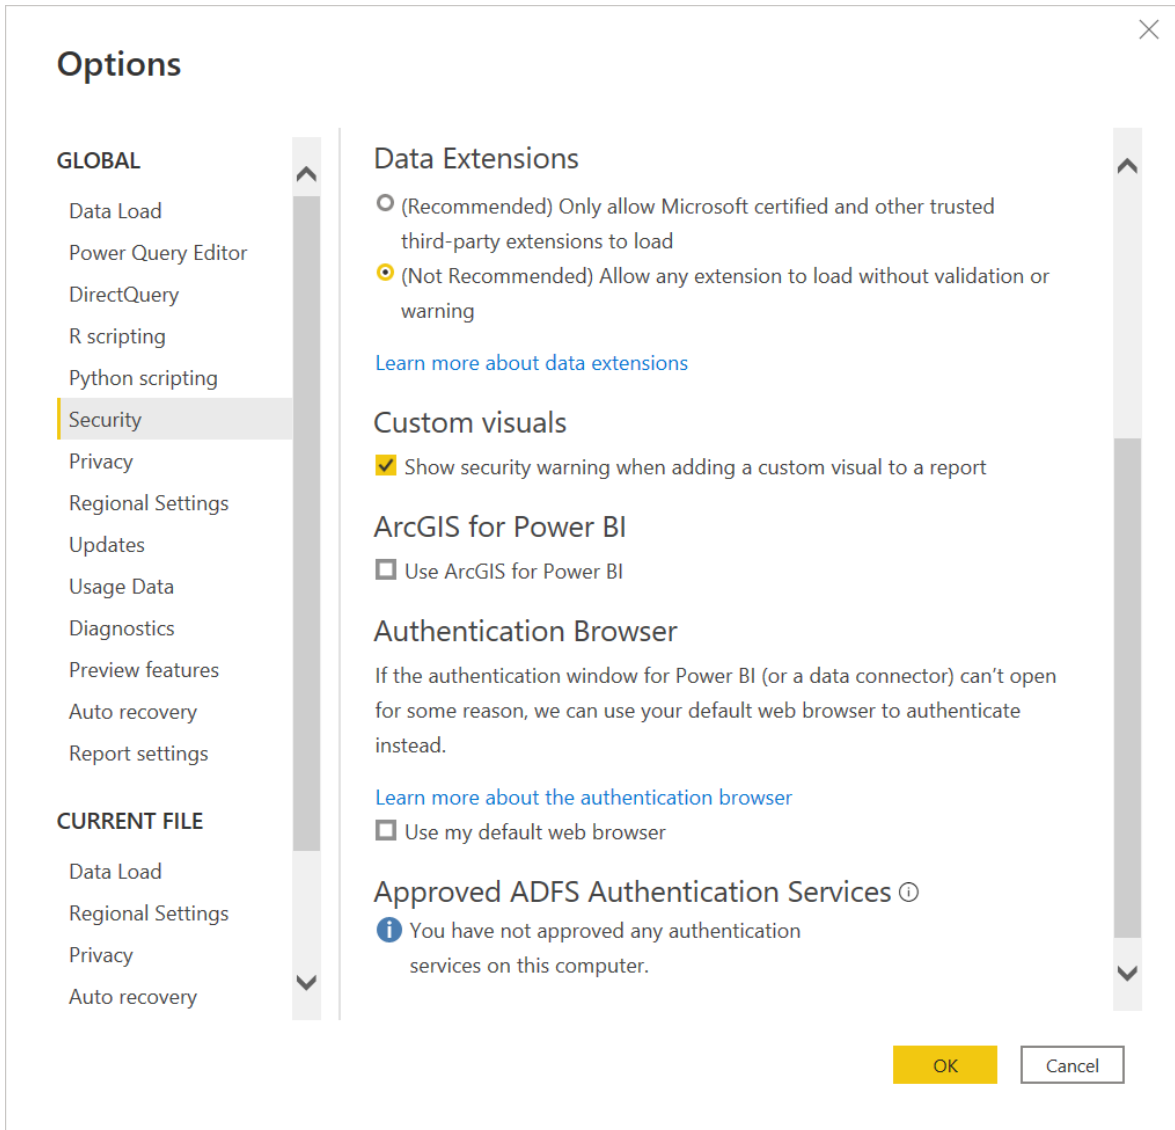 Options
GLOBAL
Data Load
Power Query Editor
DirectQuery
R scripting
Python scripting
Security
Privacy
Regional Settings
Updates
Usage Data
Diagnostics
Preview features
Auto recovery
Report settings
CURRENT FILE
Data Load
Regional Settings
Privacy
Auto recovery
Data Extensions
(Recommended) Only allow Microsoft certified and other trusted
third-party extensions to load
(Not Recommended) Allow any extension to load without validation or
warning
Learn more about data extensions
Custom visuals
Show security warning when adding a custom visual to a report
ArcGIS for Power BI
Use ArcGIS for Power BI
Authentication Browser
If the authentication window for Power BI (or a data connector) can’t open
for some reason, we can use your default web browser to authenticate
instead.
Learn more about the authentication browser
Use my default web browser
Approved ADFS Authentication Services
You have not approved any authentication
services on this computer.
OK
Cancel